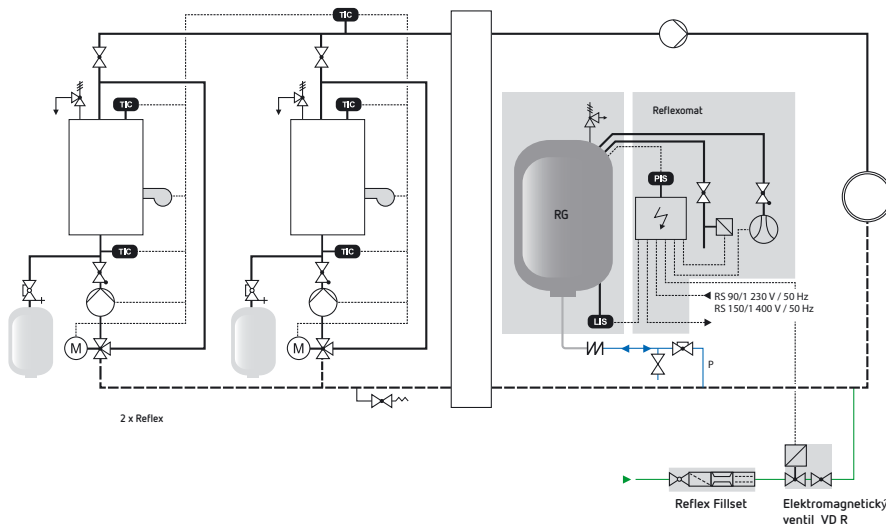 TIC
TIC
TIC
Reflexomat
PIS
RG
TIC
TIC
RS 90/1 230 V / 50 Hz
RS 150/1 400 V / 50 Hz
LIS
M
M
P
2 x Reflex
Reflex Fillset
Elektromagnetický
ventil VD R